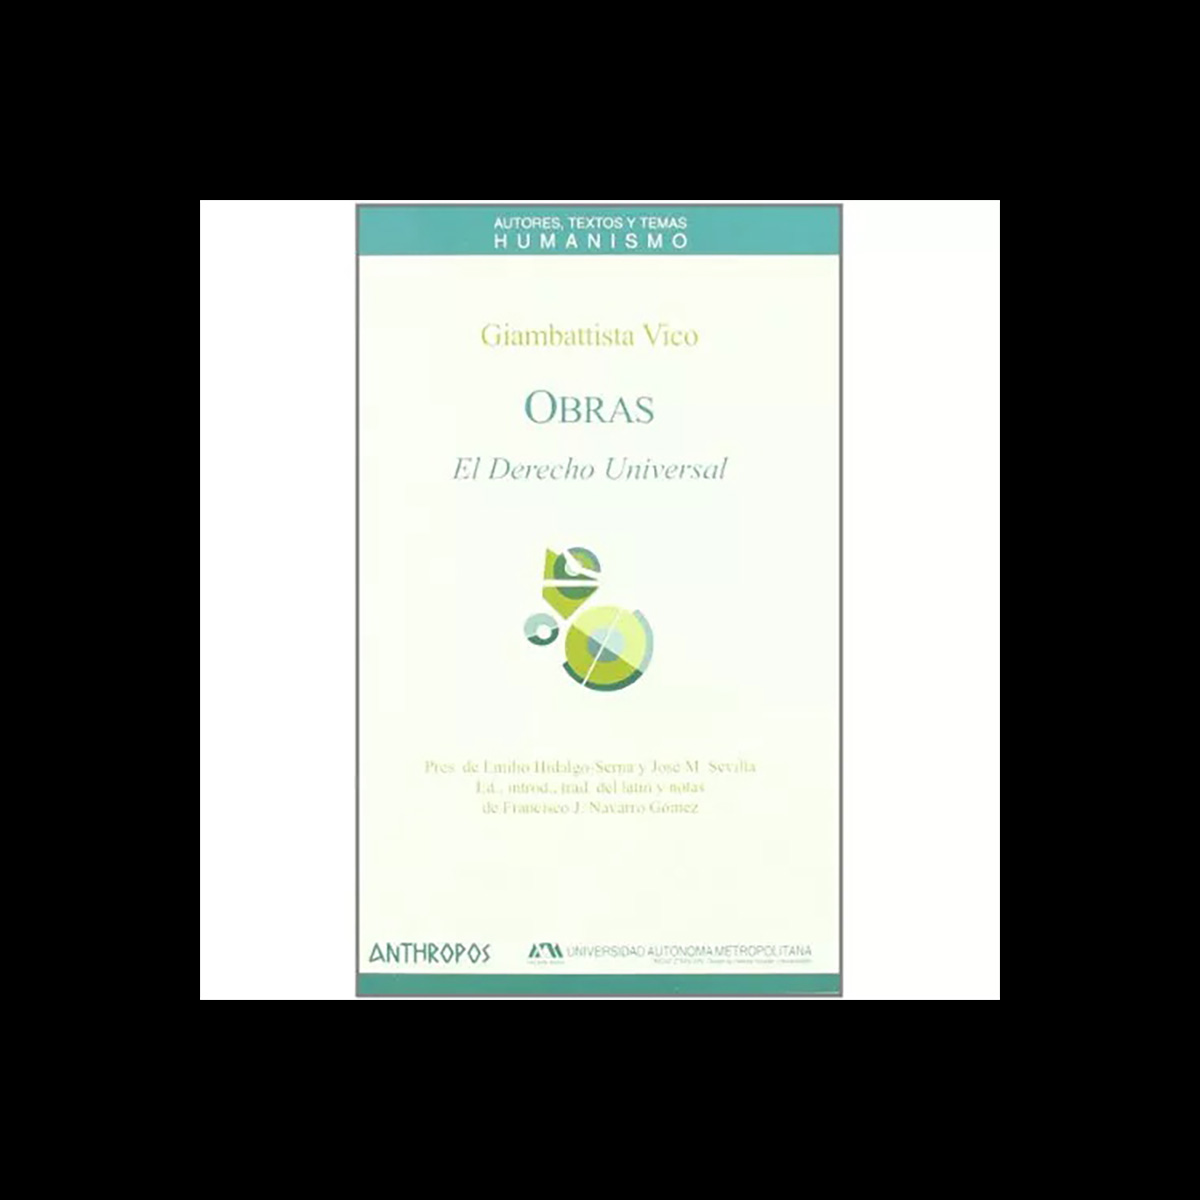 AUTORES, TEXTOS Y TEMAS
HUMANISMO
Giambattista Vico
OBRAS
El Derecho Universal
Pres. de Emilio Hidalgo-Serna y José M. Sevilla
Ed., introd., trad. del latín y notas
de Francisco J. Navarro Gómez
ANTHROPOS
UNIVERSIDAD AUTONOMA METROPOLITANA